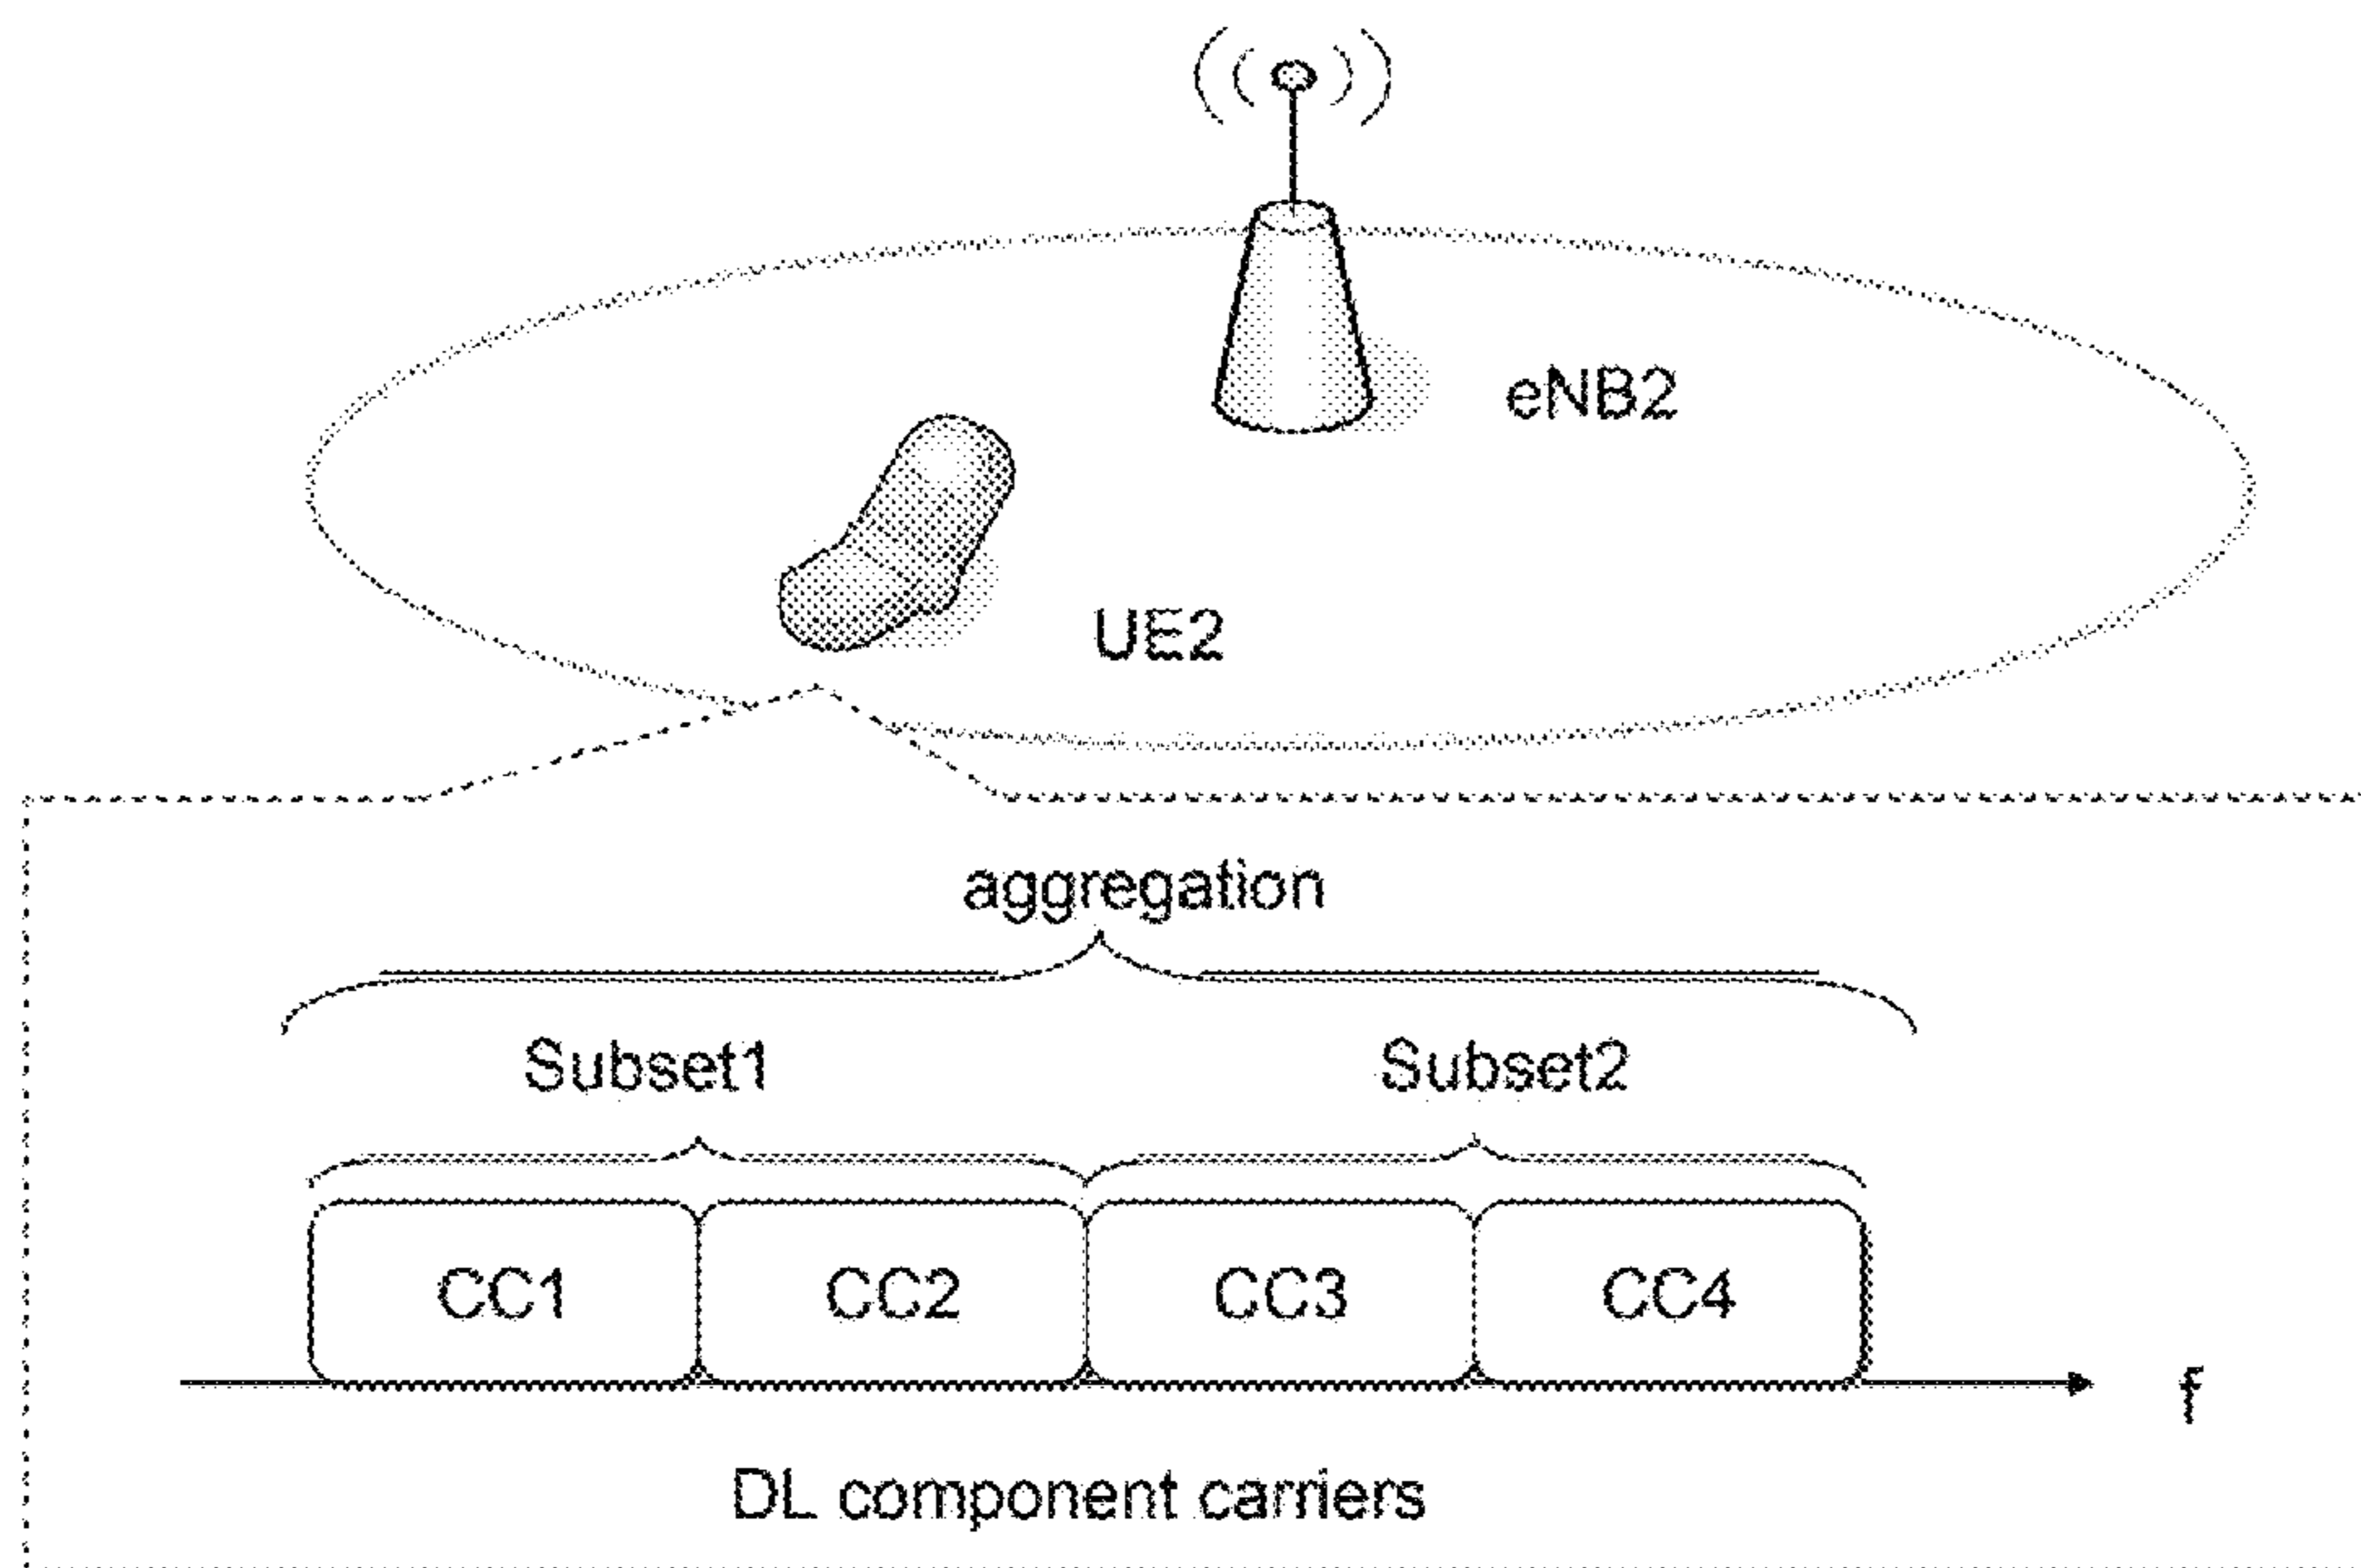 eNB2
UE2
aggregation
Subset1 Subset2
CC1 CC2 CC3 CC4
f
DL component carriers